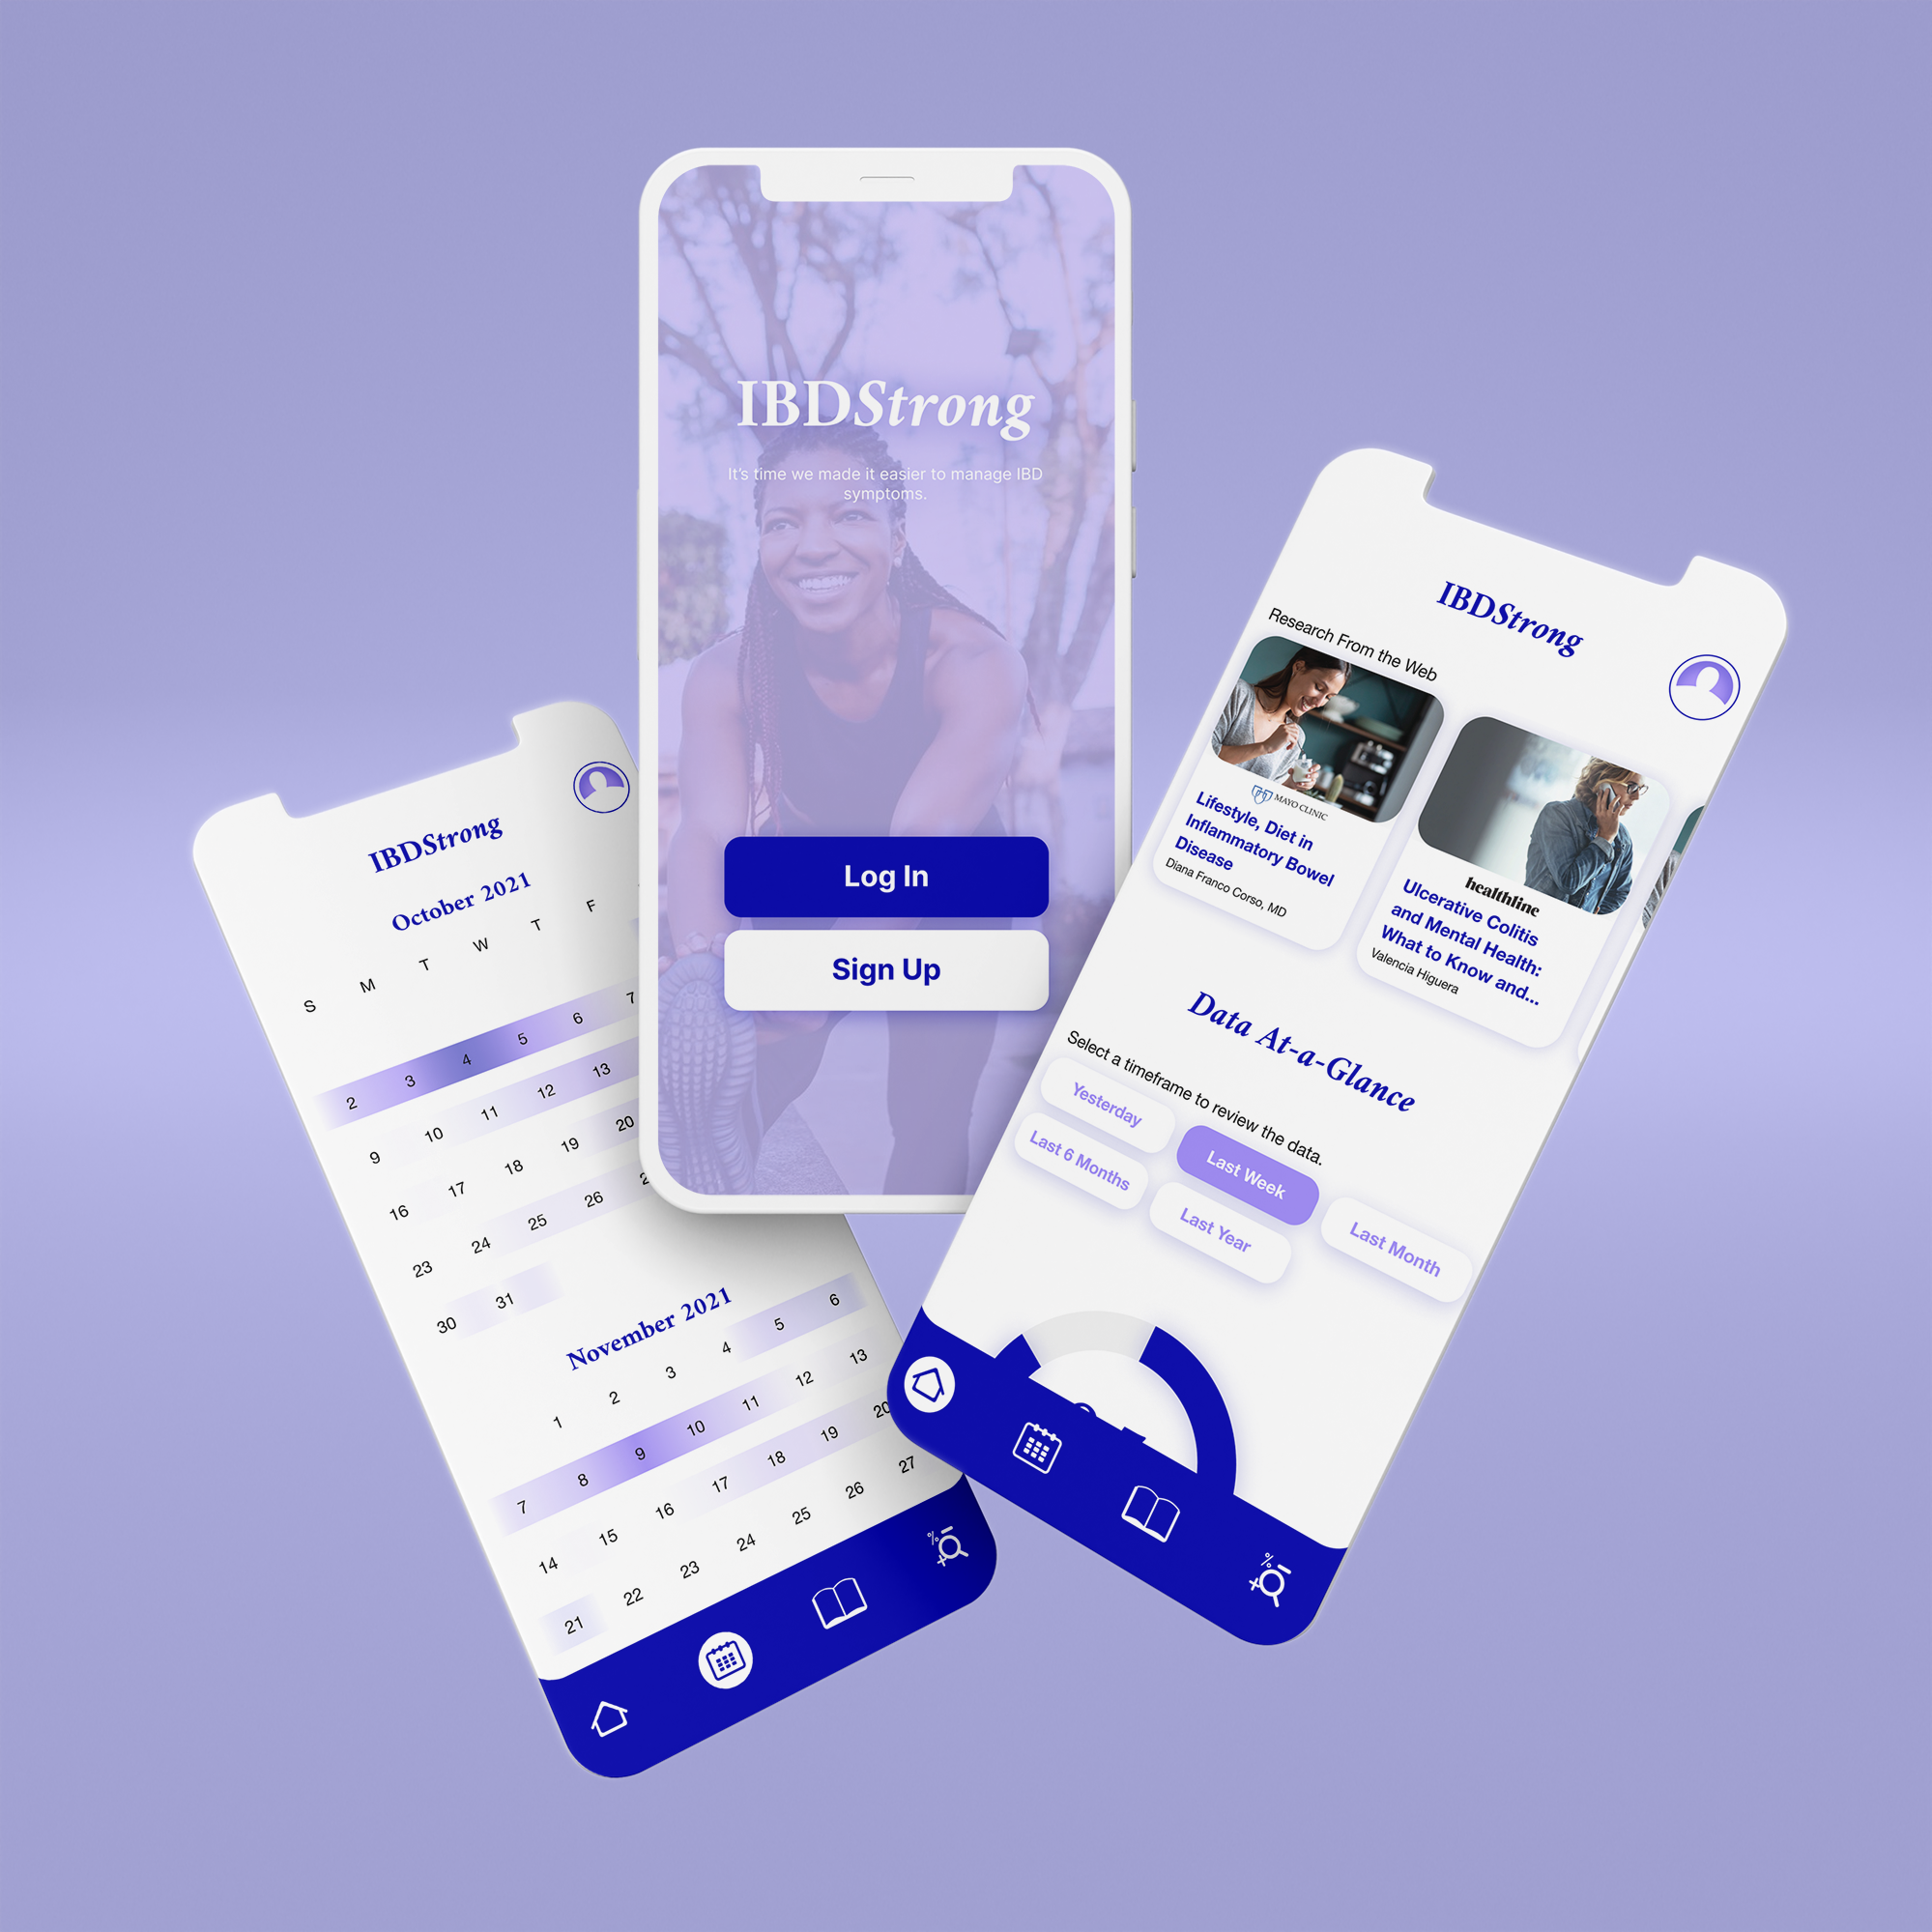 IBDStrong
It's time we made it easier to manage IBD
symptoms.
Log In
Sign Up
IBDStrong
October 2021
S M T W T F
2 3 4 5 6 7
9 10 11 12 13
16 17 18 19 20
23 24 25 26
30 31
November 2021
1 2 3 4 5 6
7 8 9 10 11 12 13
14 15 16 17 18 19 20
21 22 23 24 25 26 27
IBDStrong
Research From the Web
MAYO CLINIC
Lifestyle, Diet in
Inflammatory Bowel
Disease
Diana Franco Corso, MD
healthline
Ulcerative Colitis
and Mental Health:
What to Know and...
Valencia Higuera
Data At-a-Glance
Select a timeframe to review the data.
Yesterday
Last Week
Last Month
Last 6 Months
Last Year